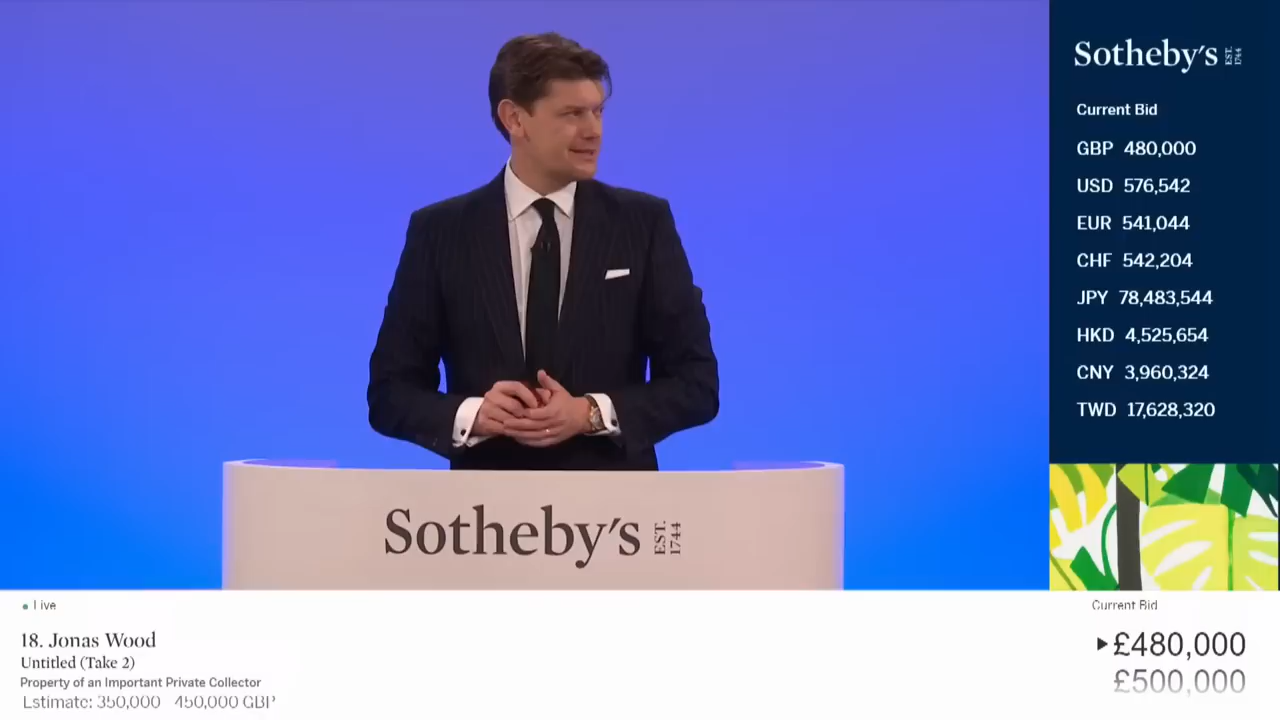 Sotheby's EST. 1744
Current Bid
GBP 480,000
USD 576,542
EUR 541,044
CHF 542,204
JPY 78,483,544
HKD 4,525,654
CNY 3,960,324
TWD 17,628,320
Sotheby's EST. 1744
Live
18. Jonas Wood
Untitled (Take 2)
Property of an Important Private Collector
Estimate: 350,000 450,000 GBP
Current Bid
£480,000
£500,000